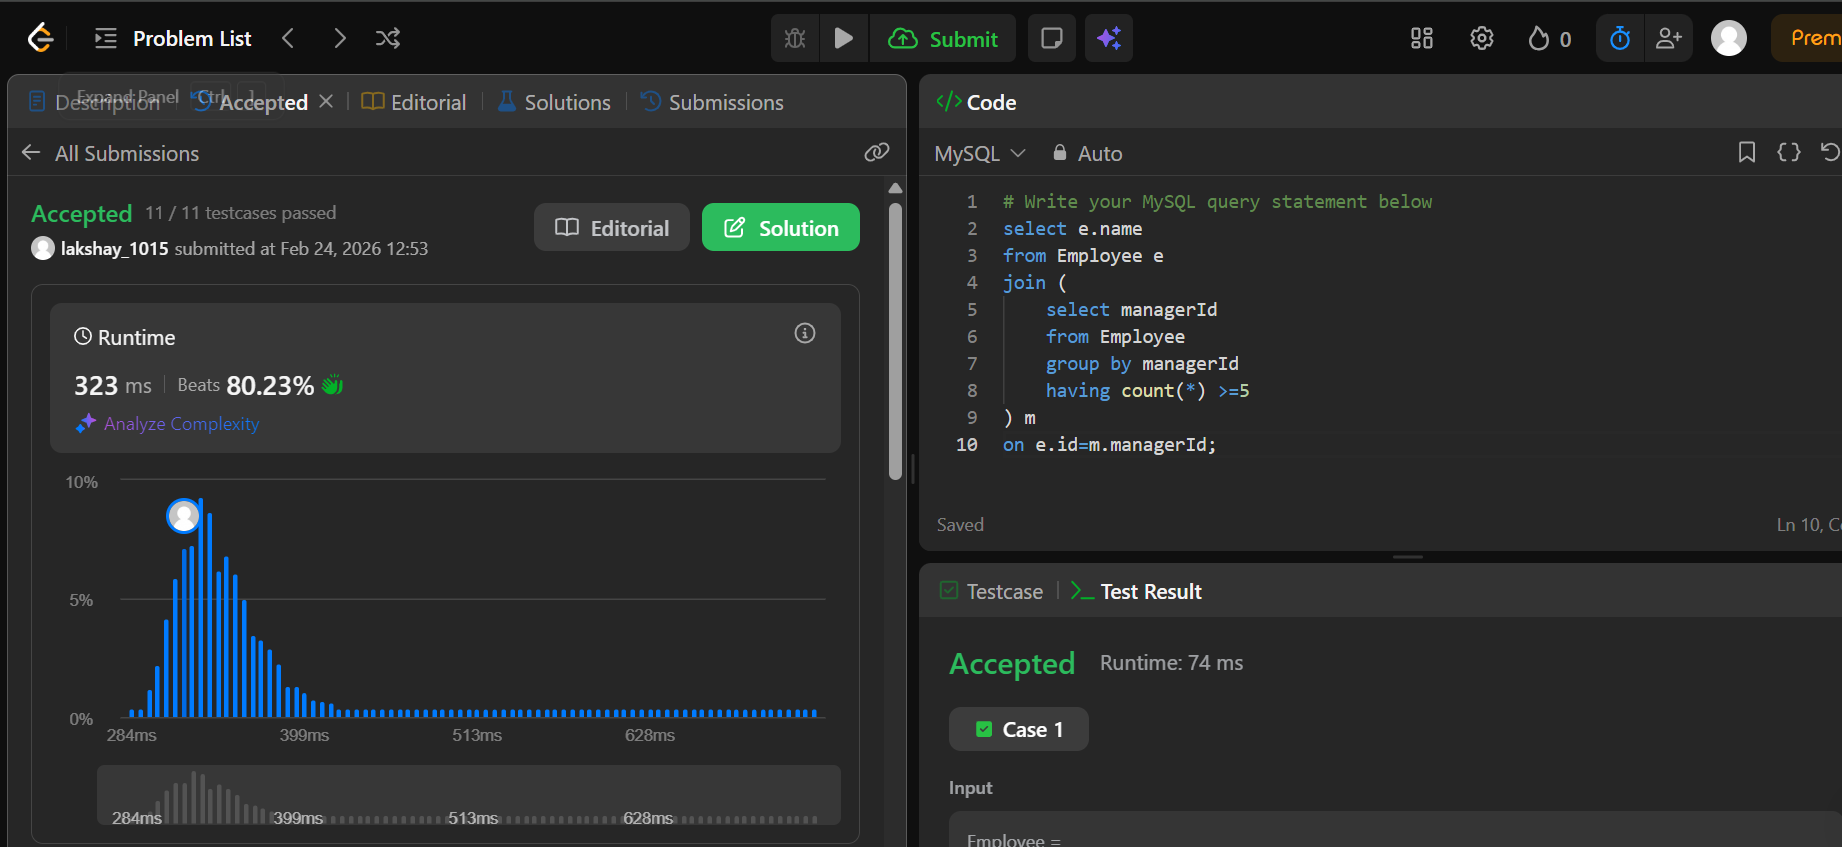 Problem List
Submit
0
Prem
Description
Expand Panel Ctrl
Accepted
Editorial
Solutions
Submissions
All Submissions
Accepted 11 / 11 testcases passed
lakshay_1015 submitted at Feb 24, 2026 12:53
Editorial
Solution
Runtime
323 ms Beats 80.23%
Analyze Complexity
10%
5%
0%
284ms 399ms 513ms 628ms
284ms 399ms 513ms 628ms
</> Code
MySQL Auto
1 # Write your MySQL query statement below
2 select e.name
3 from Employee e
4 join (
5 select managerId
6 from Employee
7 group by managerId
8 having count(*) >=5
9 ) m
10 on e.id=m.managerId;
Saved
Ln 10, C
Testcase
Test Result
Accepted Runtime: 74 ms
Case 1
Input
Employee =